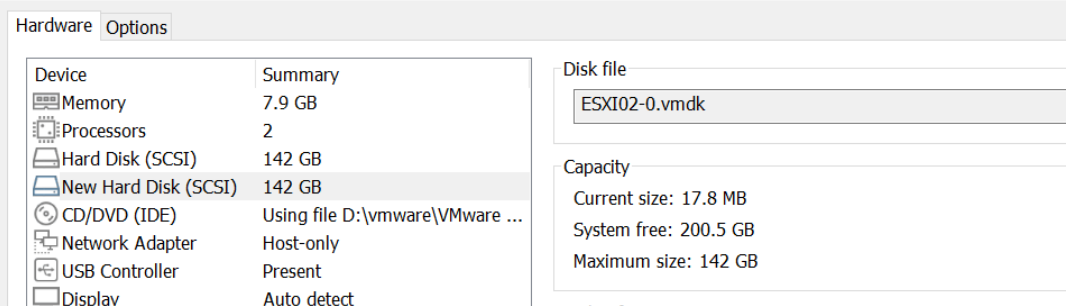 Hardware Options
Device Summary
Memory 7.9 GB
Processors 2
Hard Disk (SCSI) 142 GB
New Hard Disk (SCSI) 142 GB
CD/DVD (IDE) Using file D:\vmware\VMware ...
Network Adapter Host-only
USB Controller Present
Display Auto detect
Disk file
ESXI02-0.vmdk
Capacity
Current size: 17.8 MB
System free: 200.5 GB
Maximum size: 142 GB